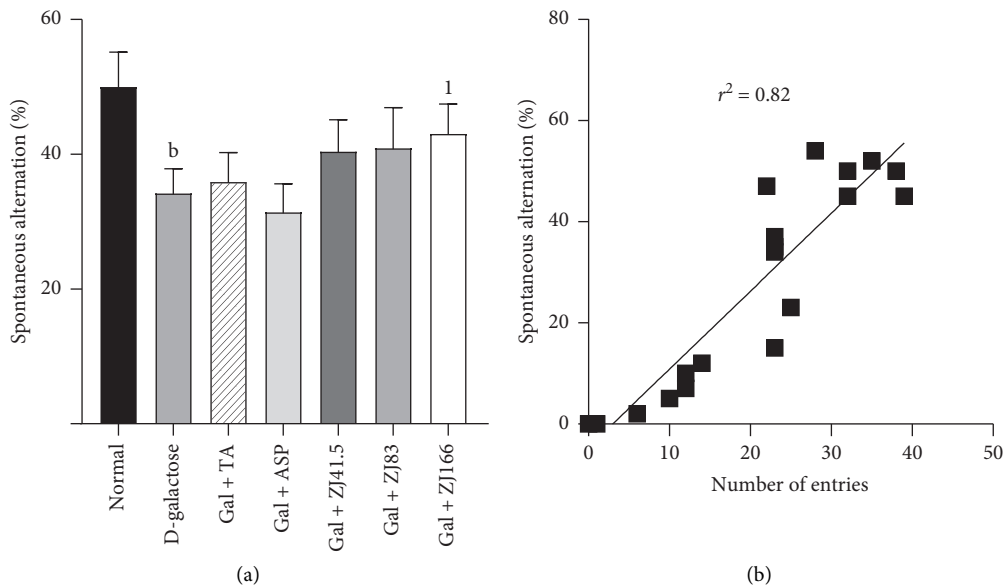 60
40
20
Spontaneous alternation (%)
b
1
Normal
D-galactose
Gal + TA
Gal + ASP
Gal + ZJ41.5
Gal + ZJ83
Gal + ZJ166
(a)
80
60
40
20
0
Spontaneous alternation (%)
r² = 0.82
0 10 20 30 40 50
Number of entries
(b)